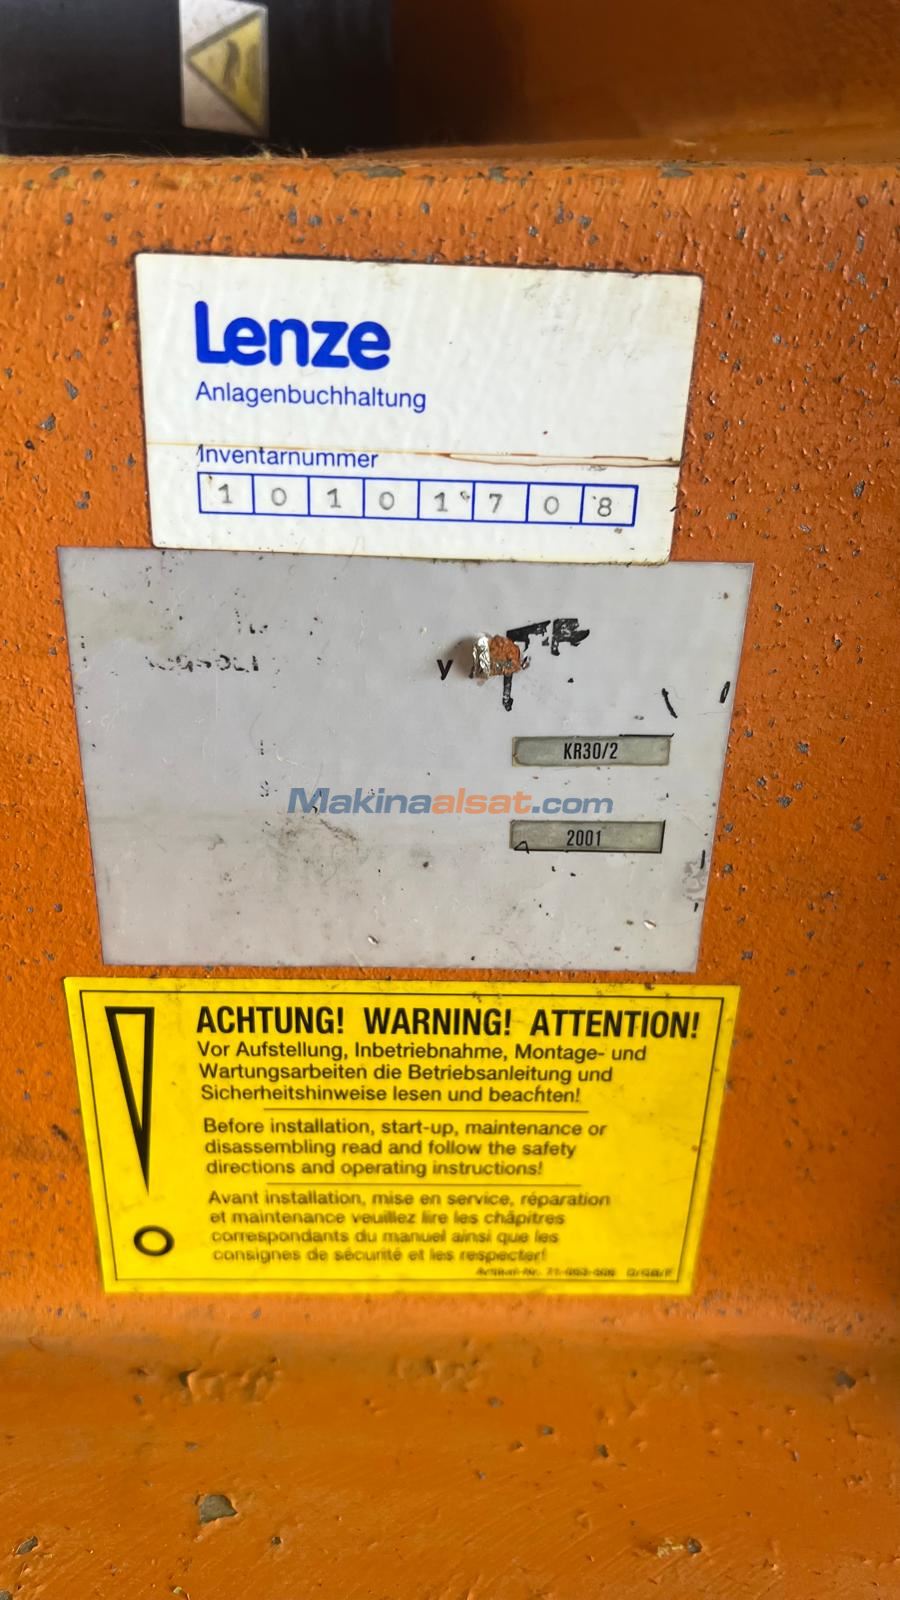 Lenze
Anlagenbuchhaltung
Inventarnummer
1 0 1 0 1 7 0 8
y
KR30/2
Makinaalsat.com
2001
ACHTUNG! WARNING! ATTENTION!
Vor Aufstellung, Inbetriebnahme, Montage- und
Wartungsarbeiten die Betriebsanleitung und
Sicherheitshinweise lesen und beachten!
Before installation, start-up, maintenance or
disassembling read and follow the safety
directions and operating instructions!
Avant installation, mise en service, réparation
et maintenance veuillez lire les châpitres
correspondants du manuel ainsi que les
consignes de sécurité et les respecter!
Artikel-Nr. D/GB/F